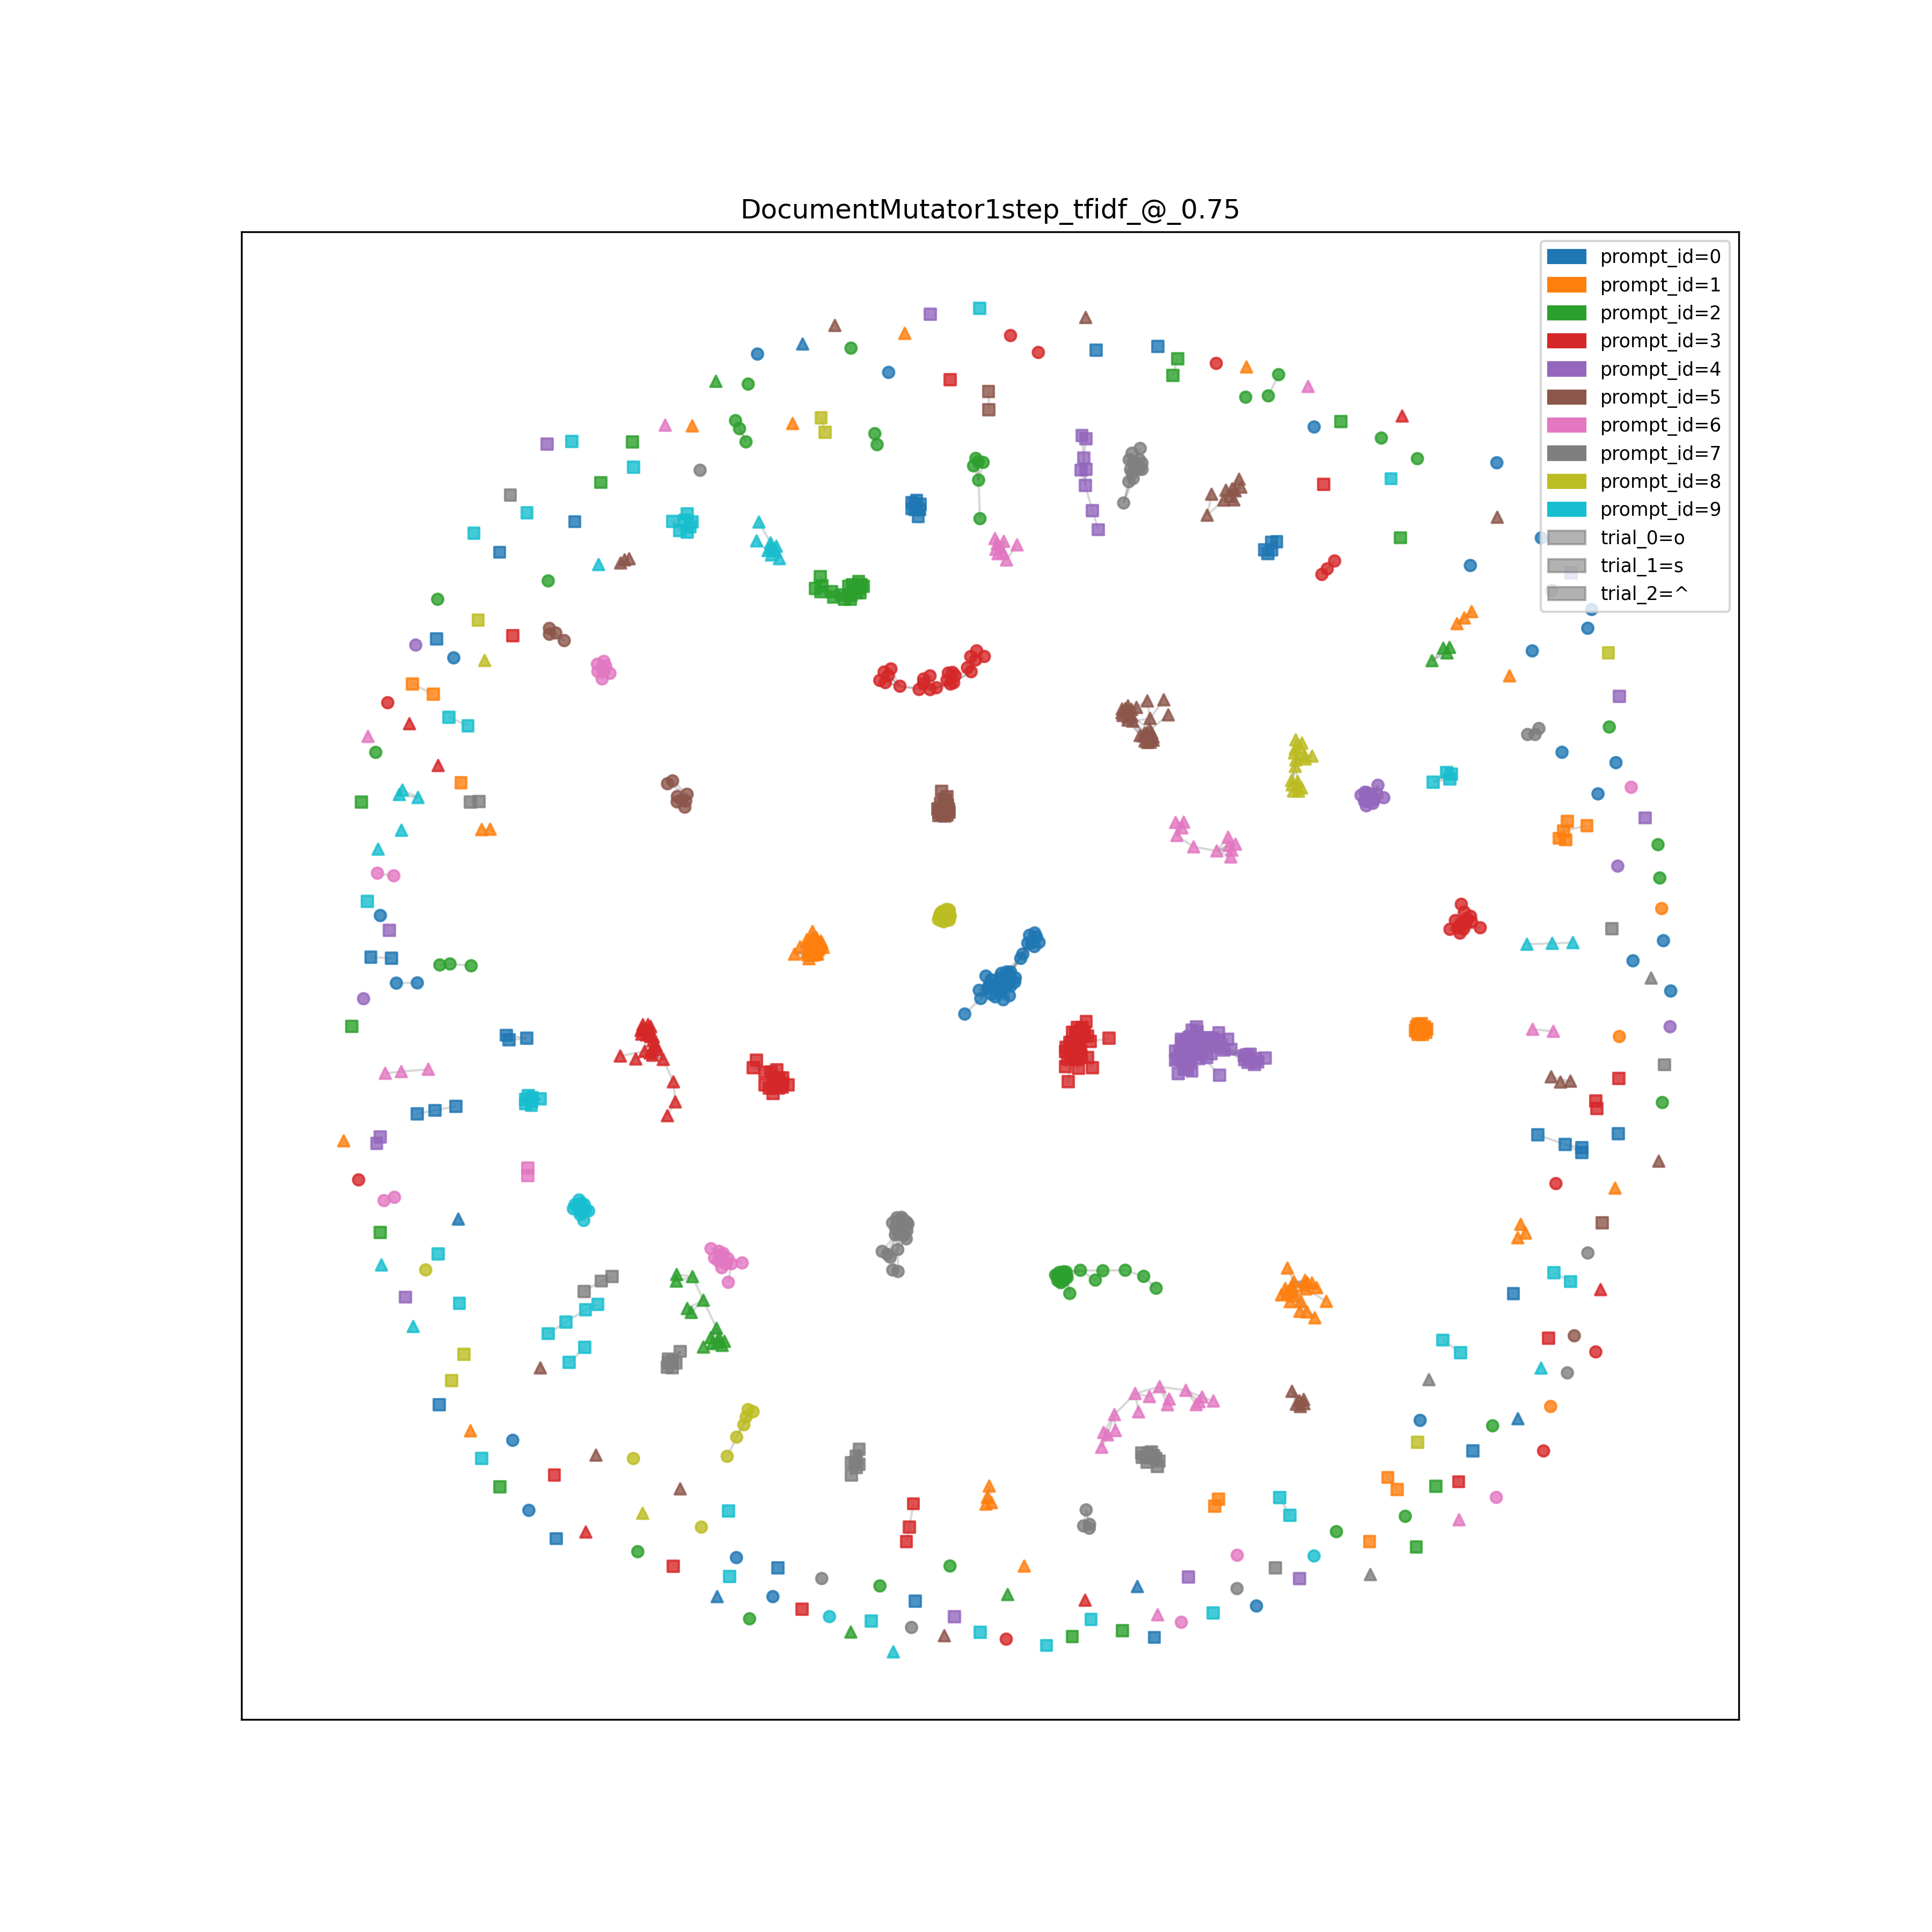 DocumentMutator1step_tfidf_@_0.75
prompt_id=0
prompt_id=1
prompt_id=2
prompt_id=3
prompt_id=4
prompt_id=5
prompt_id=6
prompt_id=7
prompt_id=8
prompt_id=9
trial_0=o
trial_1=s
trial_2=^